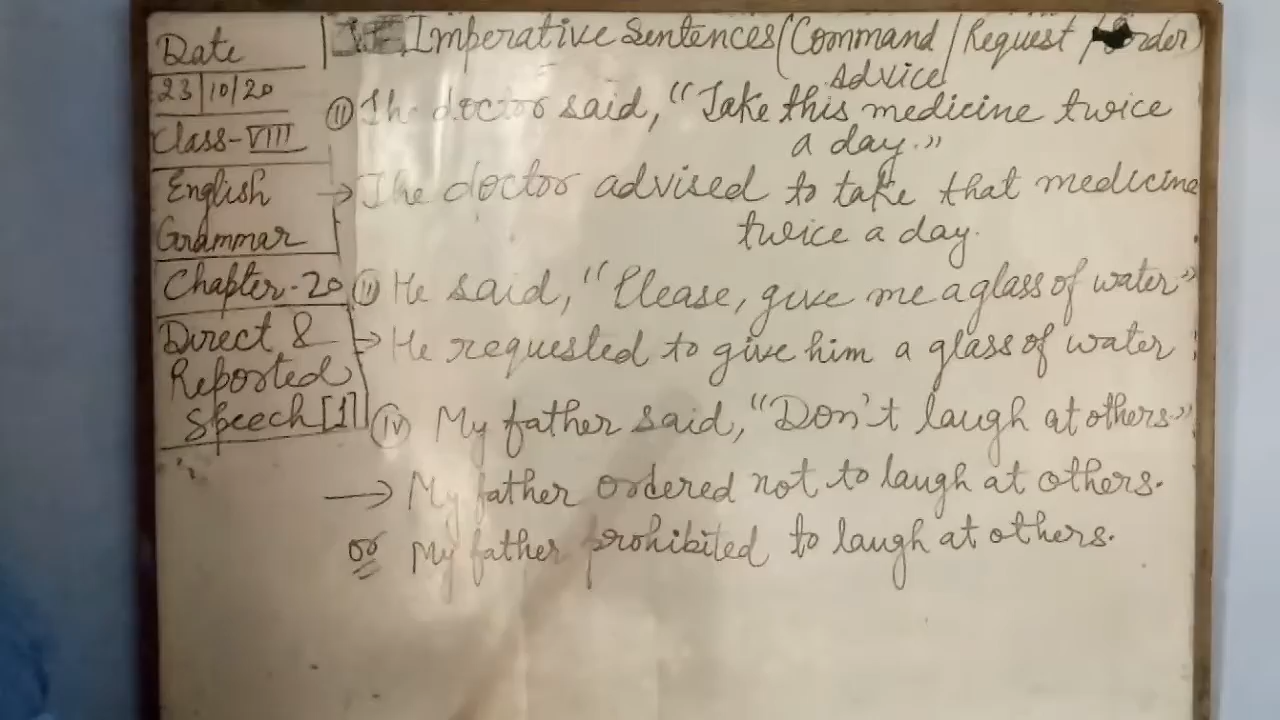 Date
23/10/20
Class-VIII
English
Grammar
Chapter-20
Direct &
Reported
Speech [1]
Imperative Sentences (Command / Request / Order)
Advice
(ii) The doctor said, "Take this medicine twice
a day."
→ The doctor advised to take that medicine
twice a day.
He said, "Please, give me a glass of water"
→ He requested to give him a glass of water
(iv) My father said, "Don't laugh at others."
→ My father ordered not to laugh at others.
or My father prohibited to laugh at others.